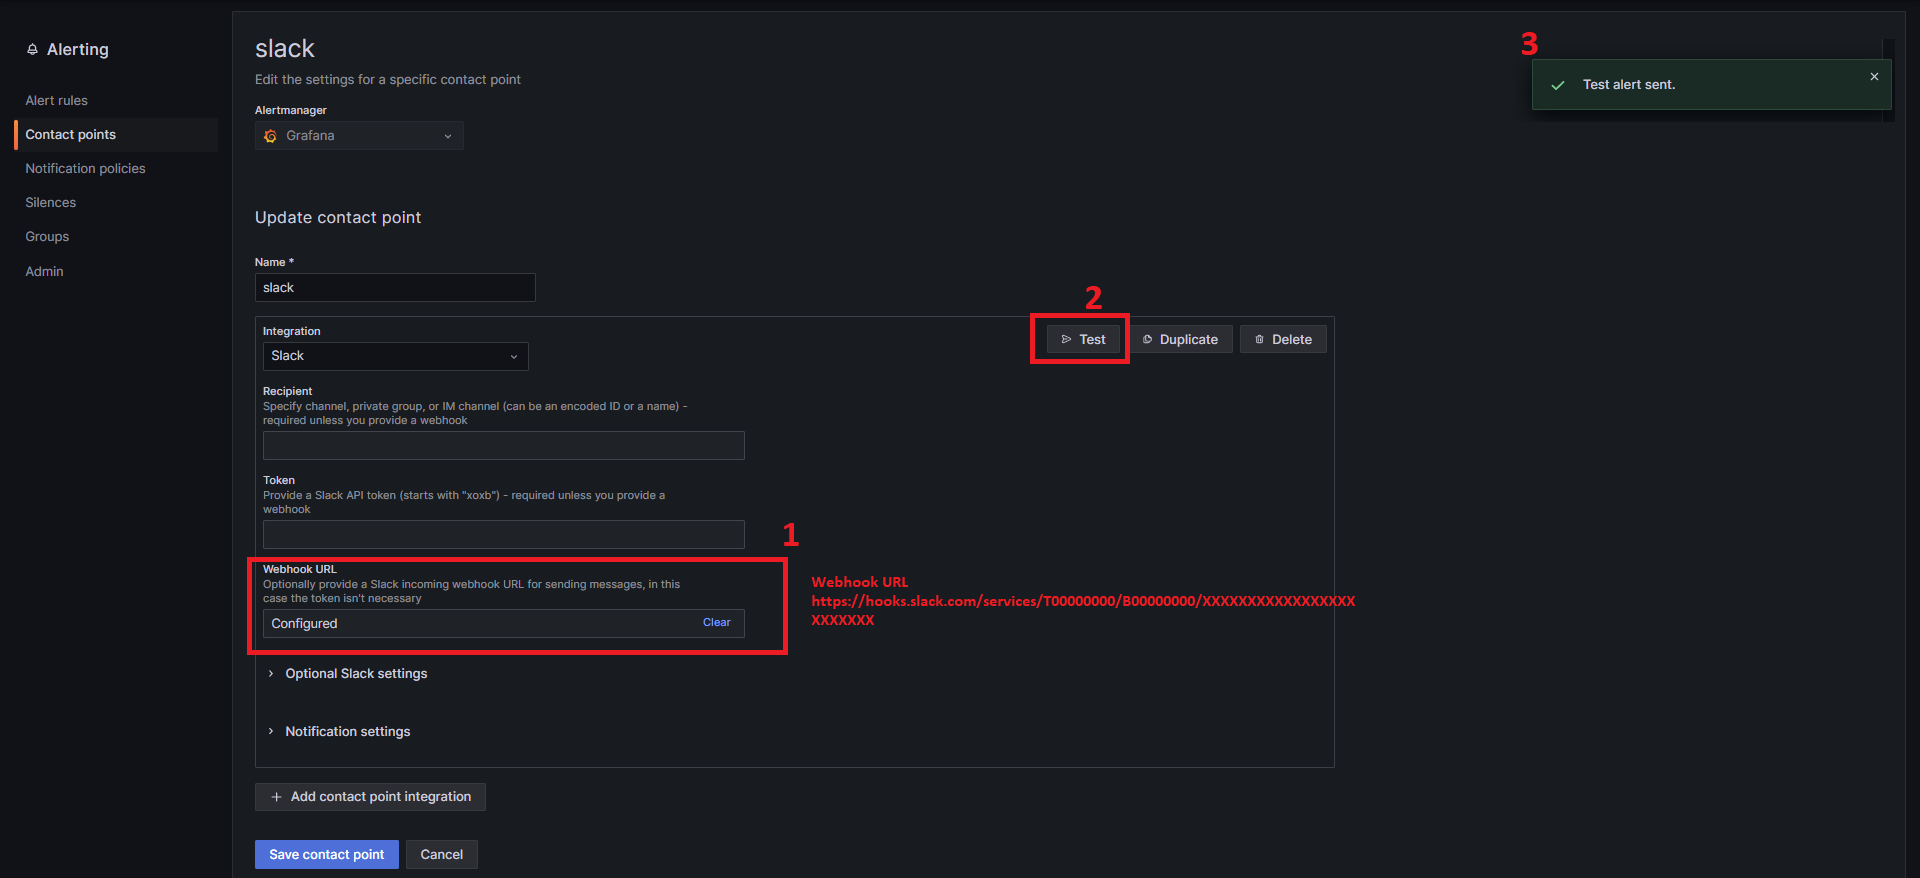 Alerting
Alert rules
Contact points
Notification policies
Silences
Groups
Admin
slack
Edit the settings for a specific contact point
Alertmanager
Grafana
3
Test alert sent.
Update contact point
Name *
slack
2
Integration
Slack
Test
Duplicate
Delete
Recipient
Specify channel, private group, or IM channel (can be an encoded ID or a name) -
required unless you provide a webhook
Token
Provide a Slack API token (starts with "xoxb") - required unless you provide a
webhook
1
Webhook URL
Optionally provide a Slack incoming webhook URL for sending messages, in this
case the token isn't necessary
Configured
Clear
Webhook URL
https://hooks.slack.com/services/T00000000/B00000000/XXXXXXXXXXXXXXXXX
XXXXXXX
Optional Slack settings
Notification settings
Add contact point integration
Save contact point
Cancel